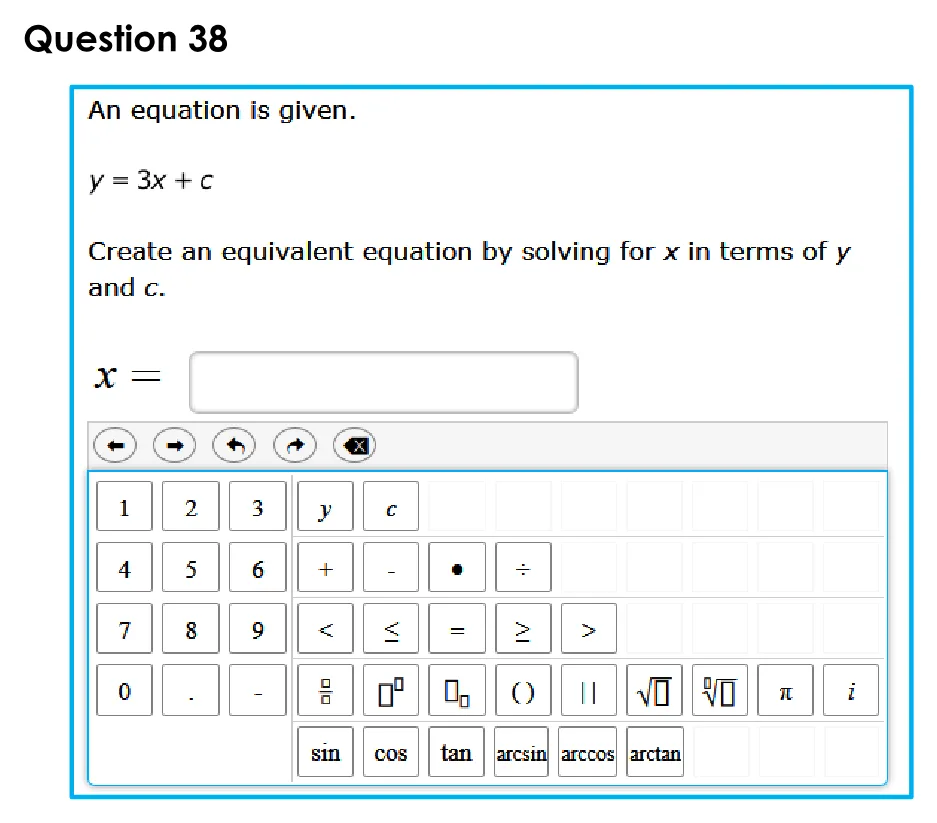 Question 38
An equation is given.
y = 3x + c
Create an equivalent equation by solving for x in terms of y
and c.
x =
1 2 3 y c
4 5 6 + - • ÷
7 8 9 < ≤ = ≥ >
0 . - □/□ □^□ □_□ () || √□ □√□ π i
sin cos tan arcsin arccos arctan